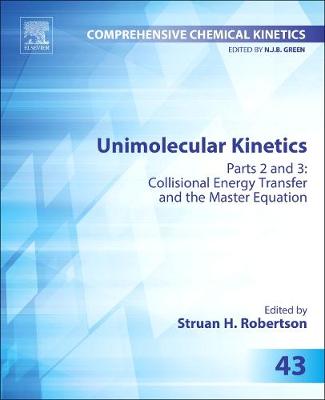 ELSEVIER
COMPREHENSIVE CHEMICAL KINETICS
EDITED BY N.J.B. GREEN
Unimolecular Kinetics
Parts 2 and 3:
Collisional Energy Transfer
and the Master Equation
Edited by
Struan H. Robertson
43